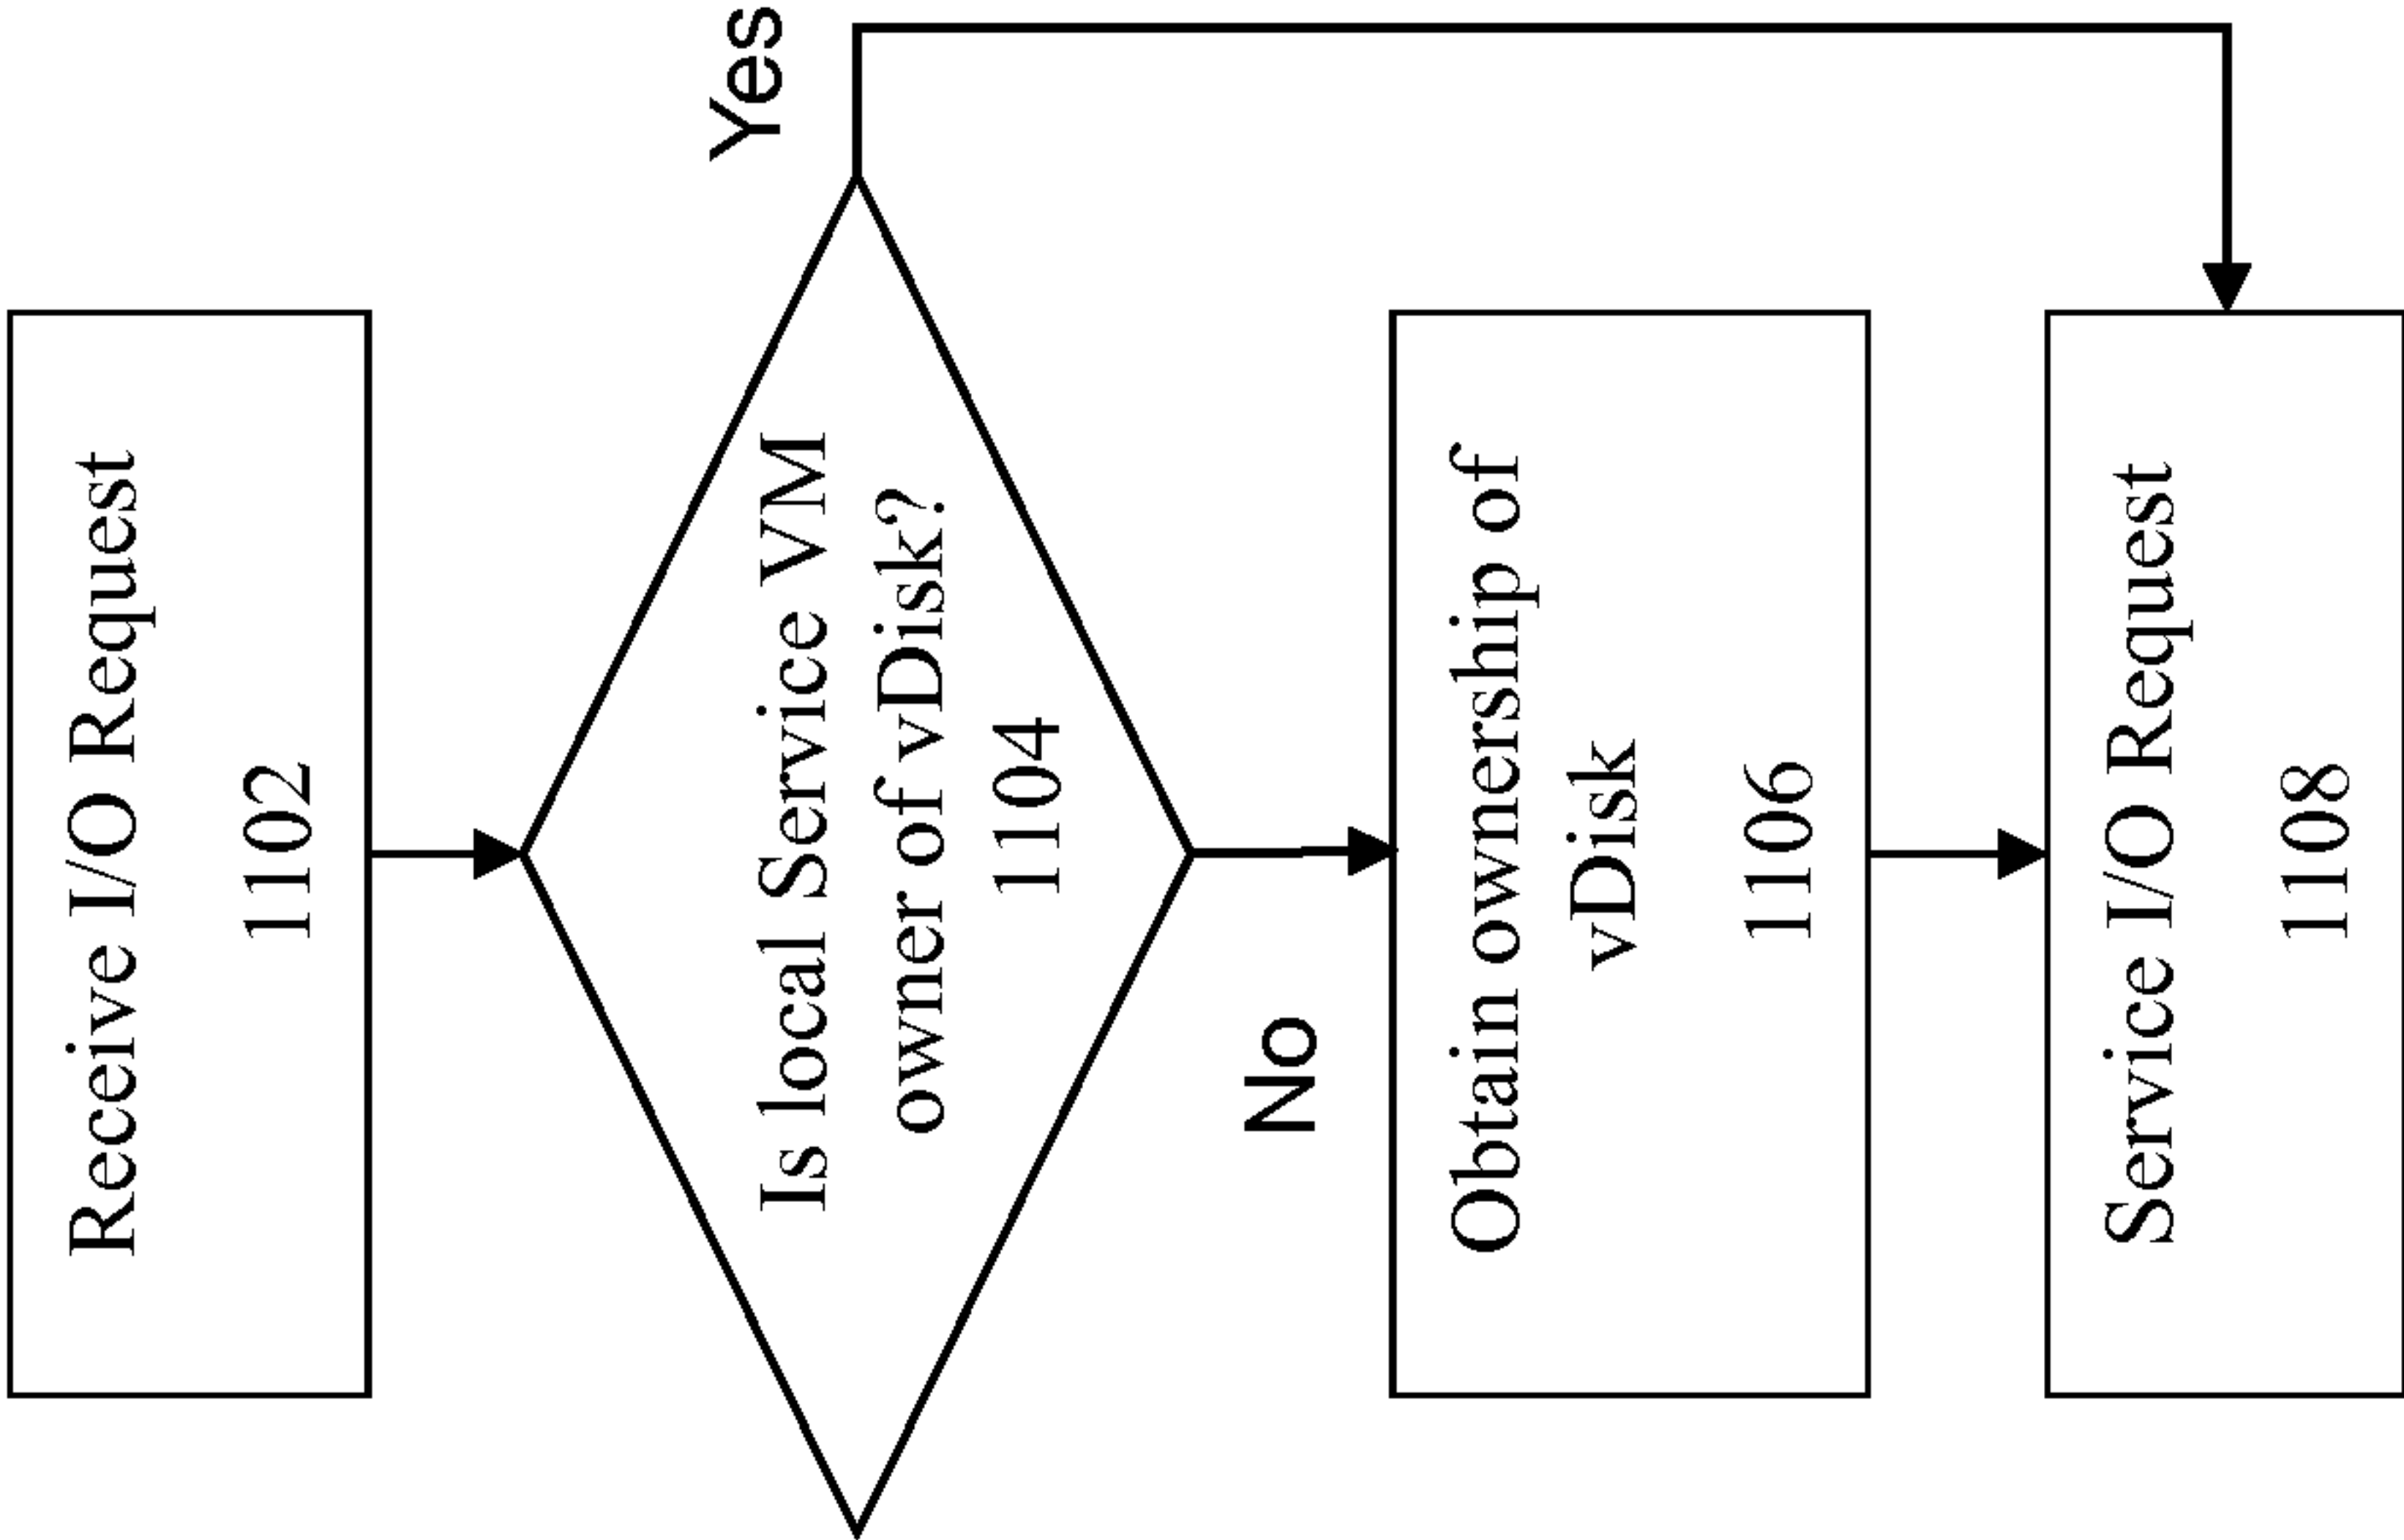 Receive I/O Request
1102
Is local Service VM
owner of vDisk?
1104
Yes
No
Obtain ownership of
vDisk
1106
Service I/O Request
1108